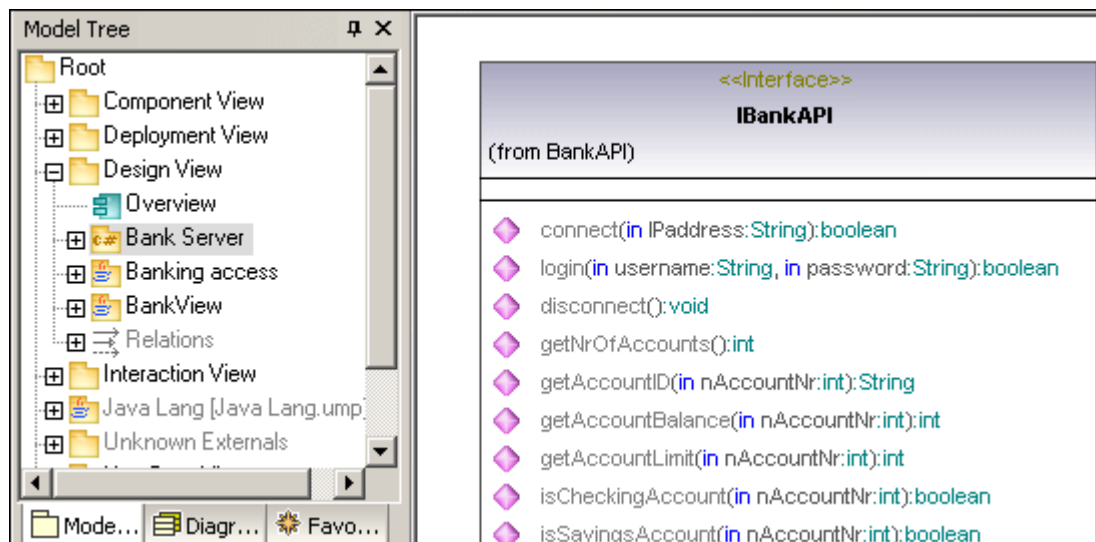 Model Tree
Root
Component View
Deployment View
Design View
Overview
c# Bank Server
Banking access
BankView
Relations
Interaction View
Java Lang [Java Lang.ump]
Unknown Externals
Mode... Diagr... Favo...
<<Interface>>
IBankAPI
(from BankAPI)
connect(in IPaddress:String):boolean
login(in username:String, in password:String):boolean
disconnect():void
getNrOfAccounts():int
getAccountID(in nAccountNr:int):String
getAccountBalance(in nAccountNr:int):int
getAccountLimit(in nAccountNr:int):int
isCheckingAccount(in nAccountNr:int):boolean
isSavingsAccount(in nAccountNr:int):boolean